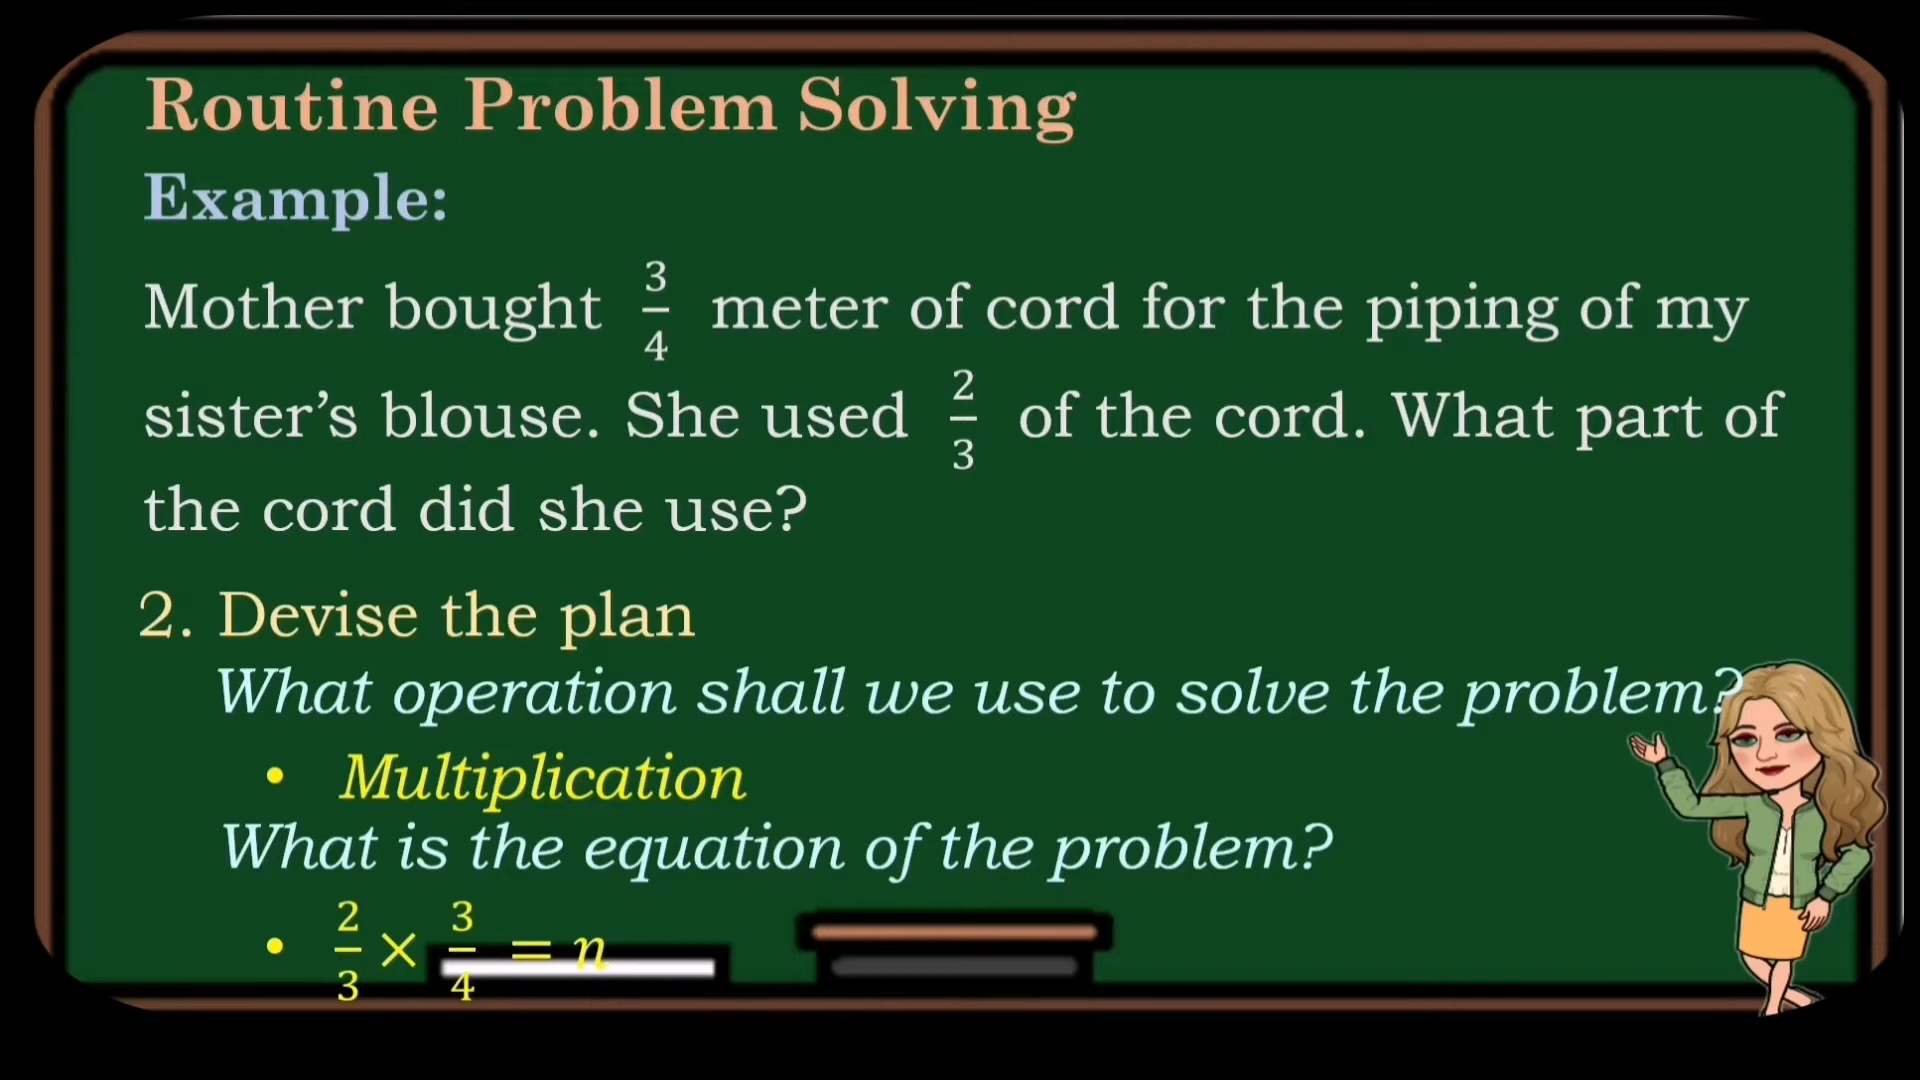 Routine Problem Solving
Example:
Mother bought 3/4 meter of cord for the piping of my
sister’s blouse. She used 2/3 of the cord. What part of
the cord did she use?
2. Devise the plan
What operation shall we use to solve the problem?
• Multiplication
What is the equation of the problem?
• 2/3 × 3/4 = n